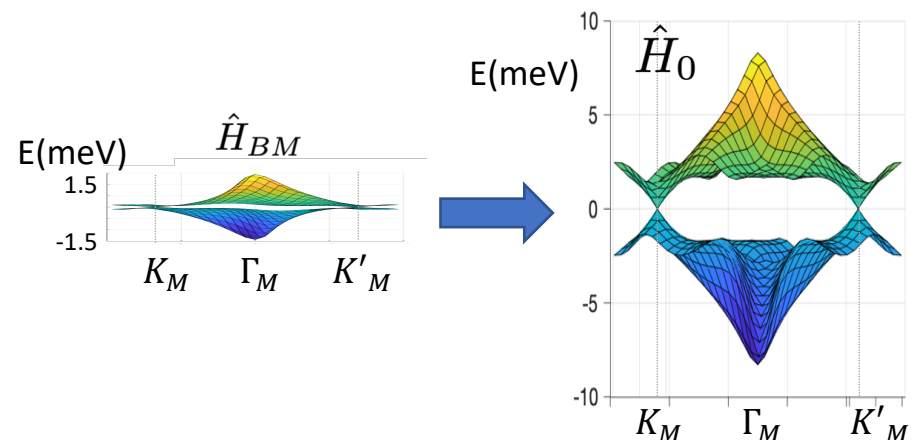 E(meV)
Ĥ_BM
1.5
-1.5
K_M Γ_M K'_M
E(meV)
Ĥ_0
10
5
0
-5
-10
K_M Γ_M K'_M